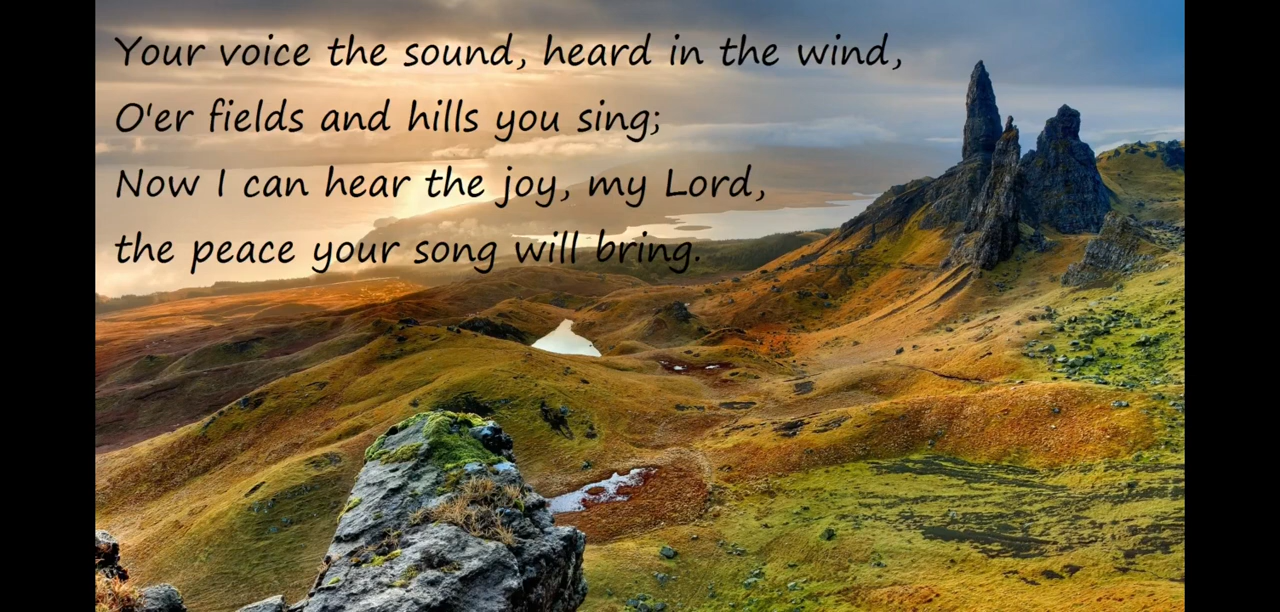 Your voice the sound, heard in the wind,
O'er fields and hills you sing;
Now I can hear the joy, my Lord,
the peace your song will bring.